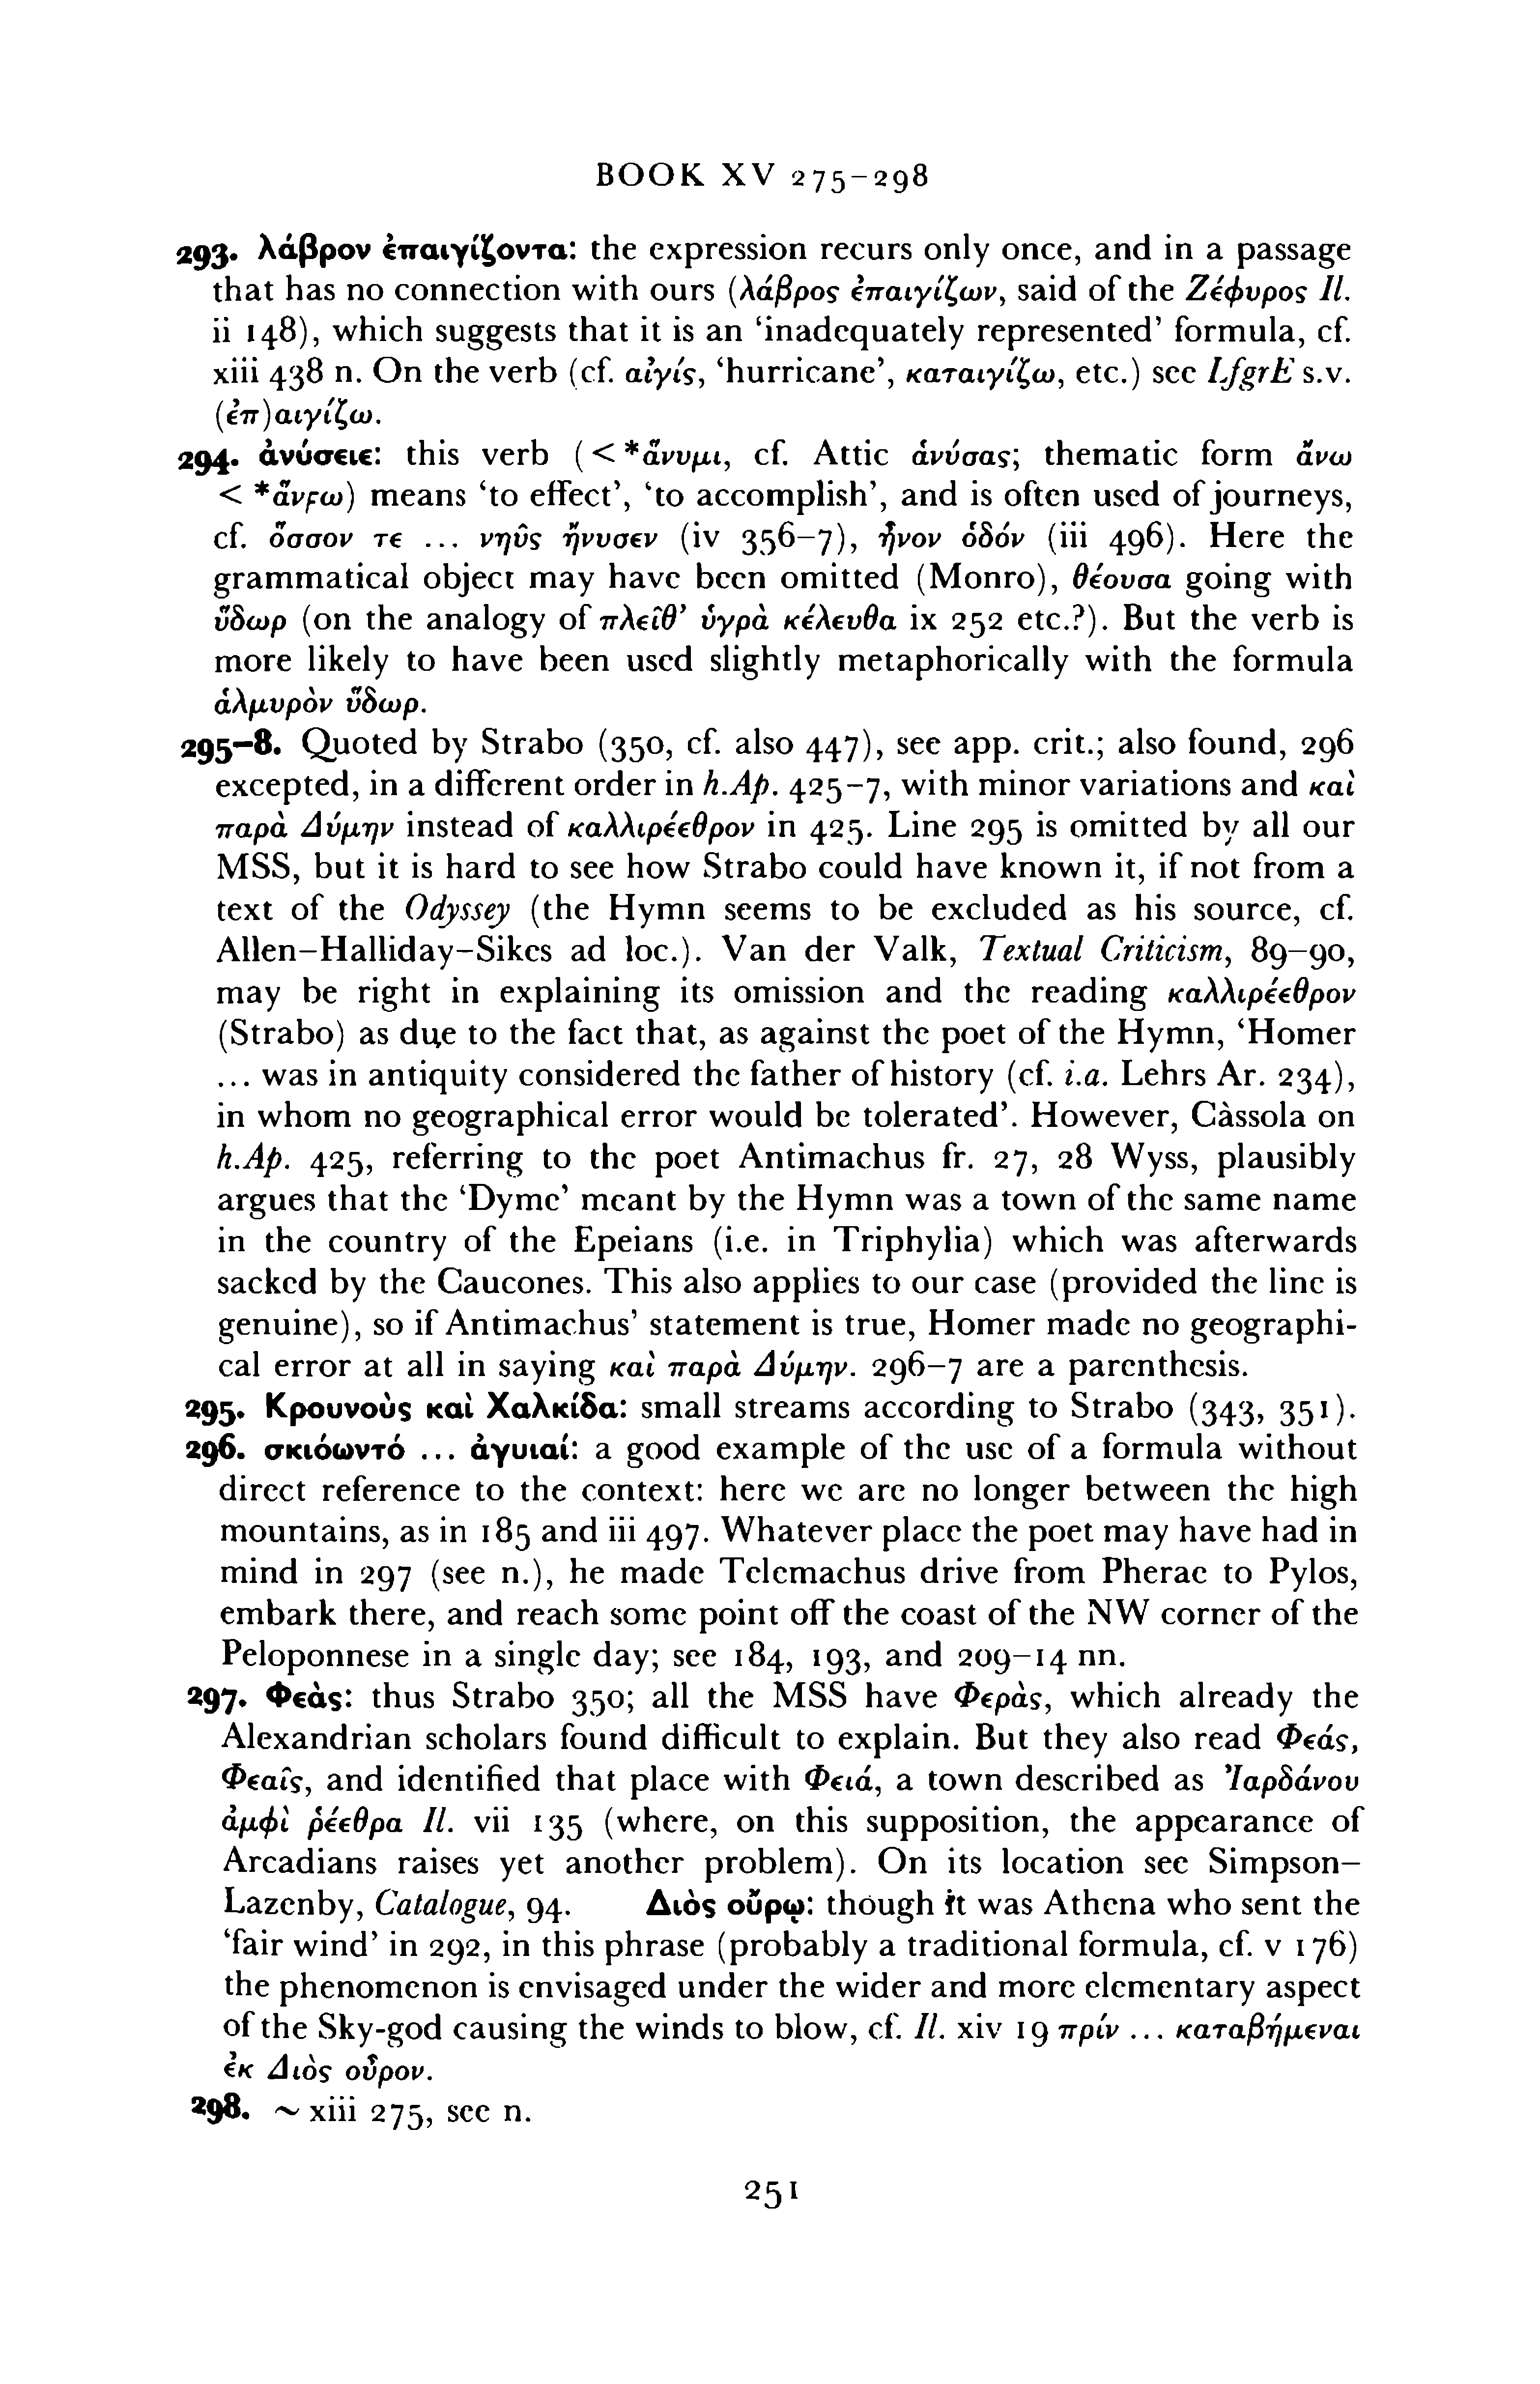 BOOK XV 275–298
293. λάβρον ἐπαιγίζοντα: the expression recurs only once, and in a passage
that has no connection with ours (λάβρος ἐπαιγίζων, said of the Ζέφυρος Il.
ii 148), which suggests that it is an ‘inadequately represented’ formula, cf.
xiii 438 n. On the verb (cf. αἰγίς, ‘hurricane’, καταιγίζω, etc.) see LfgrE s.v.
(ἐπ)αιγίζω.
294. ἀνύσειε: this verb (< *ἄνυμι, cf. Attic ἁνύσας; thematic form ἄνω
< *ἄνϝω) means ‘to effect’, ‘to accomplish’, and is often used of journeys,
cf. ὅσσον τε ... νηῦς ἤνυσεν (iv 356–7), ἦνον ὁδόν (iii 496). Here the
grammatical object may have been omitted (Monro), θέουσα going with
ὕδωρ (on the analogy of πλεῖθ’ ὑγρὰ κέλευθα ix 252 etc.?). But the verb is
more likely to have been used slightly metaphorically with the formula
ἁλμυρὸν ὕδωρ.
295–8. Quoted by Strabo (350, cf. also 447), see app. crit.; also found, 296
excepted, in a different order in h.Ap. 425–7, with minor variations and καὶ
παρὰ Δύμην instead of καλλιρέεθρον in 425. Line 295 is omitted by all our
MSS, but it is hard to see how Strabo could have known it, if not from a
text of the Odyssey (the Hymn seems to be excluded as his source, cf.
Allen–Halliday–Sikes ad loc.). Van der Valk, Textual Criticism, 89–90,
may be right in explaining its omission and the reading καλλιρέεθρον
(Strabo) as due to the fact that, as against the poet of the Hymn, ‘Homer
... was in antiquity considered the father of history (cf. i.a. Lehrs Ar. 234),
in whom no geographical error would be tolerated’. However, Càssola on
h.Ap. 425, referring to the poet Antimachus fr. 27, 28 Wyss, plausibly
argues that the ‘Dyme’ meant by the Hymn was a town of the same name
in the country of the Epeians (i.e. in Triphylia) which was afterwards
sacked by the Caucones. This also applies to our case (provided the line is
genuine), so if Antimachus’ statement is true, Homer made no geographi-
cal error at all in saying καὶ παρὰ Δύμην. 296–7 are a parenthesis.
295. Κρουνοὺς καὶ Χαλκίδα: small streams according to Strabo (343, 351).
296. σκιόωντό ... ἀγυιαί: a good example of the use of a formula without
direct reference to the context: here we are no longer between the high
mountains, as in 185 and iii 497. Whatever place the poet may have had in
mind in 297 (see n.), he made Telemachus drive from Pherae to Pylos,
embark there, and reach some point off the coast of the NW corner of the
Peloponnese in a single day; see 184, 193, and 209–14 nn.
297. Φεὰς: thus Strabo 350; all the MSS have Φερὰς, which already the
Alexandrian scholars found difficult to explain. But they also read Φεάς,
Φεαῖς, and identified that place with Φειά, a town described as Ἰαρδάνου
ἀμφὶ ῥέεθρα Il. vii 135 (where, on this supposition, the appearance of
Arcadians raises yet another problem). On its location see Simpson–
Lazenby, Catalogue, 94. Διὸς οὔρῳ: though it was Athena who sent the
‘fair wind’ in 292, in this phrase (probably a traditional formula, cf. v 176)
the phenomenon is envisaged under the wider and more elementary aspect
of the Sky-god causing the winds to blow, cf. Il. xiv 19 πρίν ... καταβήμεναι
ἐκ Διὸς οὖρον.
298. ~ xiii 275, see n.
251